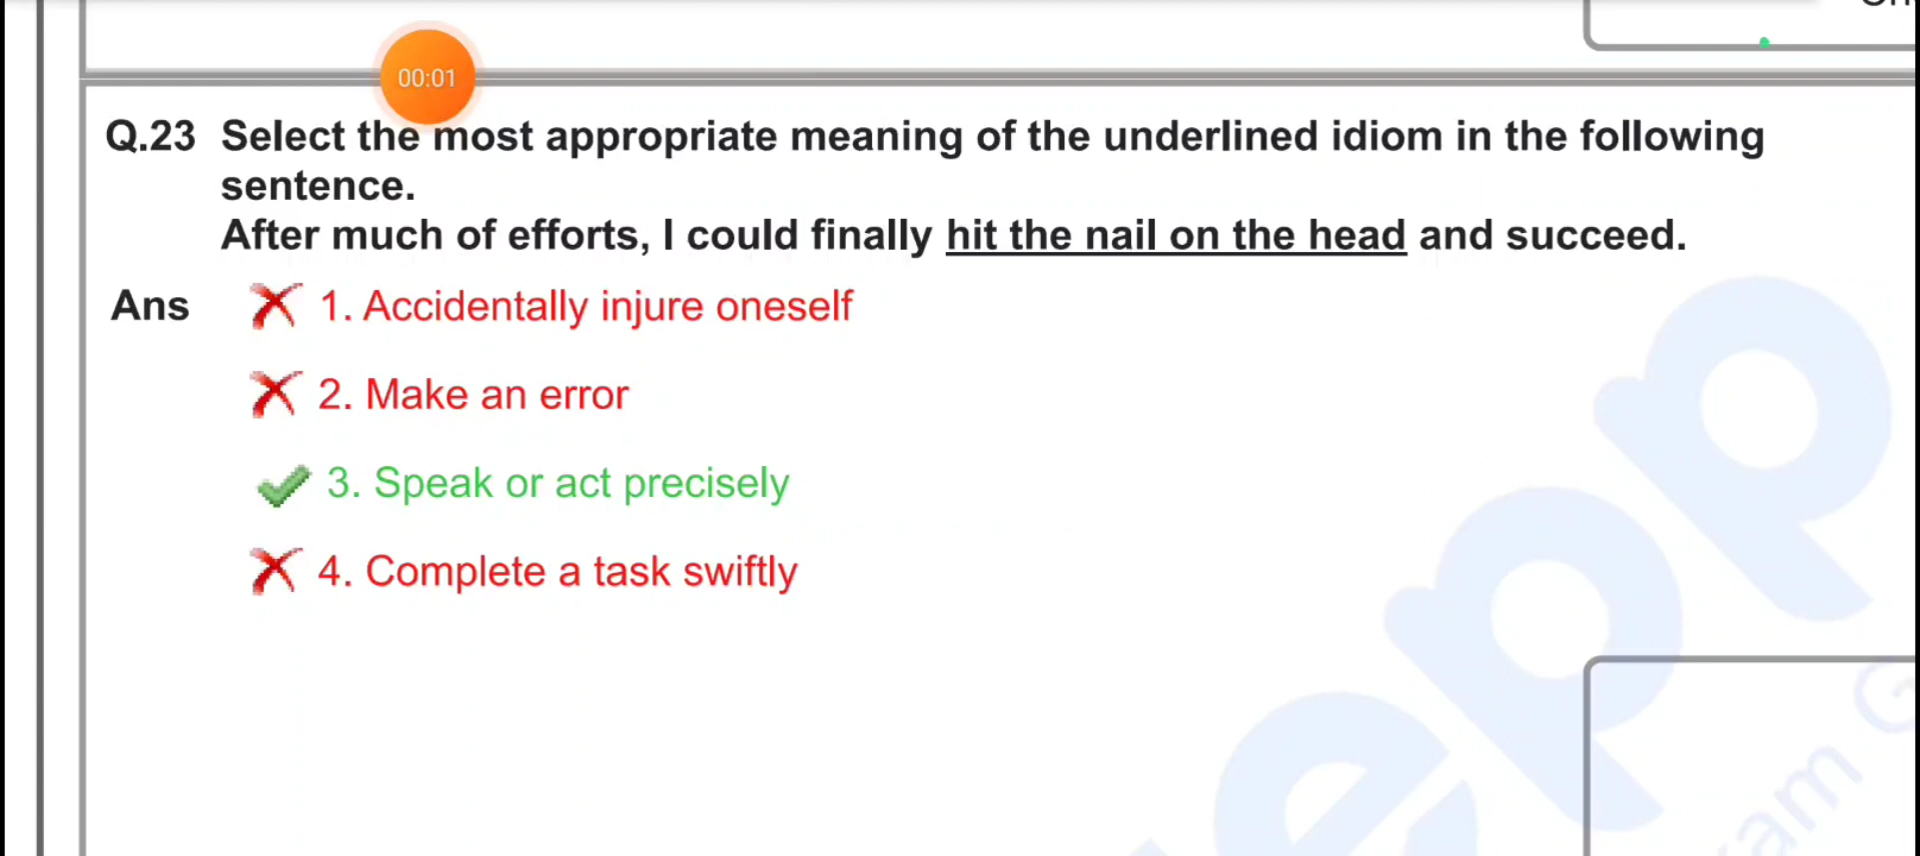 00:01
Q.23 Select the most appropriate meaning of the underlined idiom in the following
sentence.
After much of efforts, I could finally hit the nail on the head and succeed.
Ans 1. Accidentally injure oneself
2. Make an error
3. Speak or act precisely
4. Complete a task swiftly
epp
am G